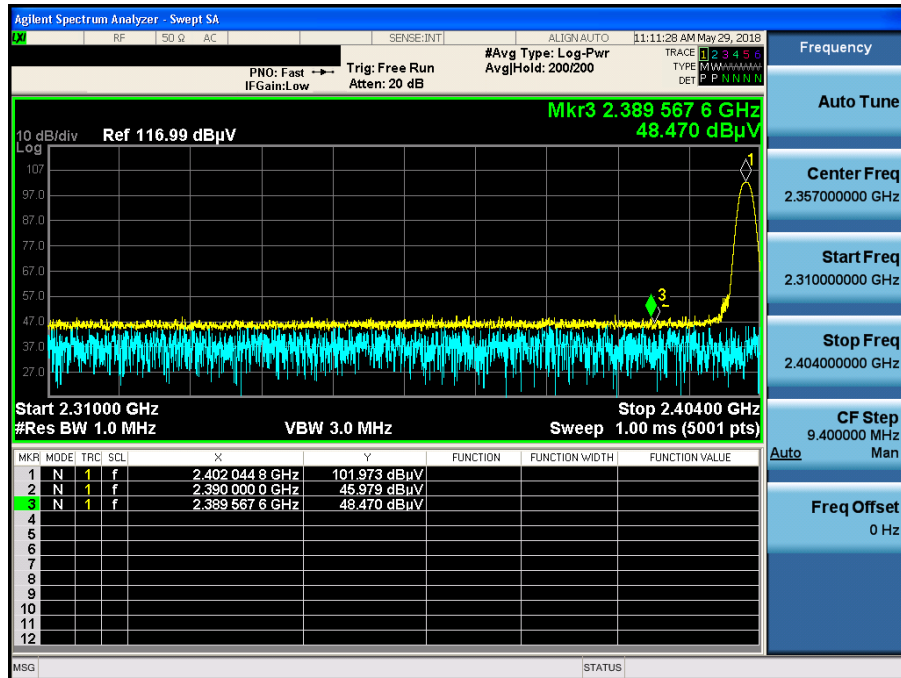 Agilent Spectrum Analyzer - Swept SA
LXI RF 50 Ω AC SENSE:INT ALIGN AUTO 11:11:28 AM May 29, 2018
PNO: Fast Trig: Free Run #Avg Type: Log-Pwr TRACE 1 2 3 4 5 6
IFGain:Low Atten: 20 dB Avg|Hold: 200/200 TYPE MWWWWW
DET P P N N N N
Mkr3 2.389 567 6 GHz
48.470 dBµV
10 dB/div Ref 116.99 dBµV
Log
107
97.0
87.0
77.0
67.0
57.0
47.0
37.0
27.0
1
3
2
Start 2.31000 GHz Stop 2.40400 GHz
#Res BW 1.0 MHz VBW 3.0 MHz Sweep 1.00 ms (5001 pts)
MKR MODE TRC SCL X Y FUNCTION FUNCTION WIDTH FUNCTION VALUE
1 N 1 f 2.402 044 8 GHz 101.973 dBµV
2 N 1 f 2.390 000 0 GHz 45.979 dBµV
3 N 1 f 2.389 567 6 GHz 48.470 dBµV
4
5
6
7
8
9
10
11
12
MSG STATUS
Frequency
Auto Tune
Center Freq
2.357000000 GHz
Start Freq
2.310000000 GHz
Stop Freq
2.404000000 GHz
CF Step
9.400000 MHz
Auto Man
Freq Offset
0 Hz